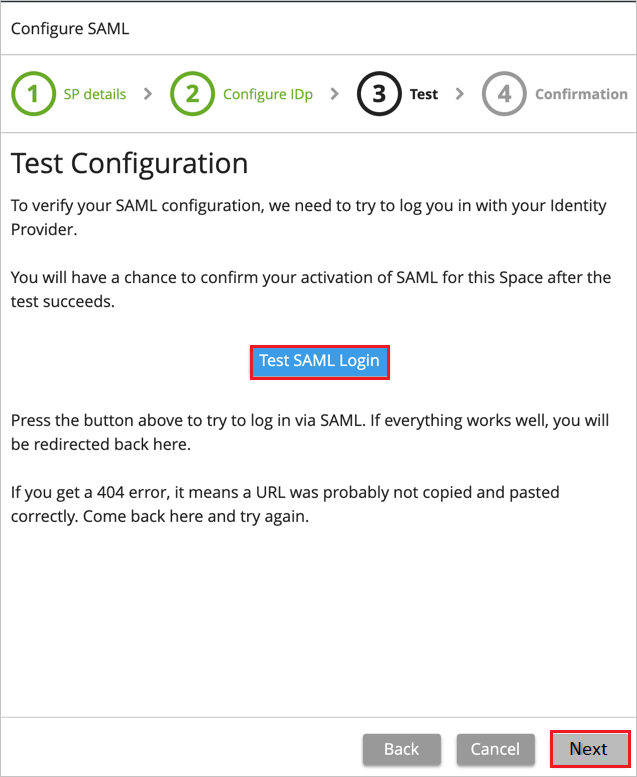 Configure SAML
1 SP details > 2 Configure IDp > 3 Test > 4 Confirmation
Test Configuration
To verify your SAML configuration, we need to try to log you in with your Identity
Provider.
You will have a chance to confirm your activation of SAML for this Space after the
test succeeds.
Test SAML Login
Press the button above to try to log in via SAML. If everything works well, you will
be redirected back here.
If you get a 404 error, it means a URL was probably not copied and pasted
correctly. Come back here and try again.
Back Cancel Next